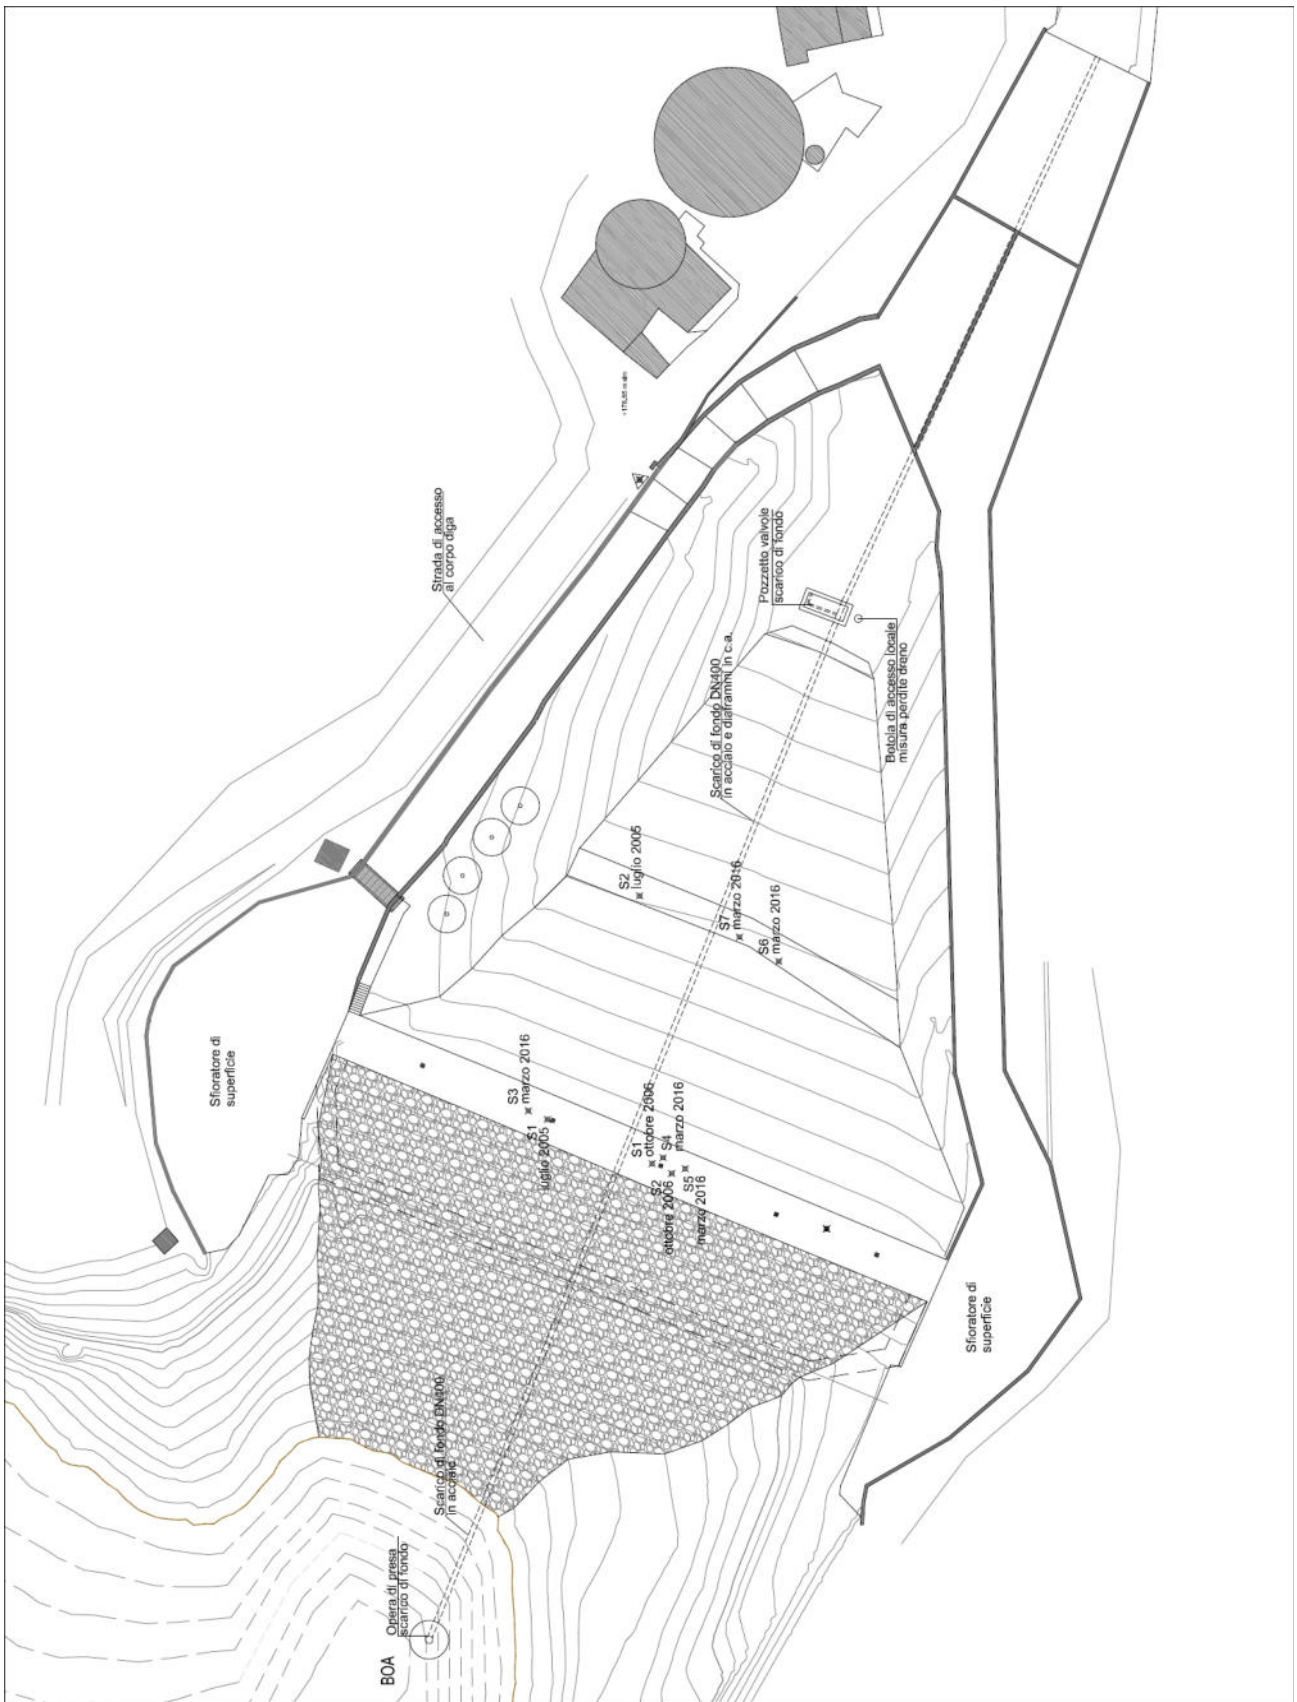 Strada di accesso
al corpo diga
Sfioratore di
superficie
Pozzetto valvole
scarico di fondo
Scarico di fondo DN400
in acciaio e diaframmi in c.a.
Botola di accesso locale
misura perdite dreno
S2
luglio 2005
S7
marzo 2016
S6
marzo 2016
S3
marzo 2016
S1
luglio 2005
S1
ottobre 2006
S4
marzo 2016
S2
ottobre 2006
S5
marzo 2016
Sfioratore di
superficie
Scarico di fondo DN400
in acciaio
Opera di presa
scarico di fondo
BOA